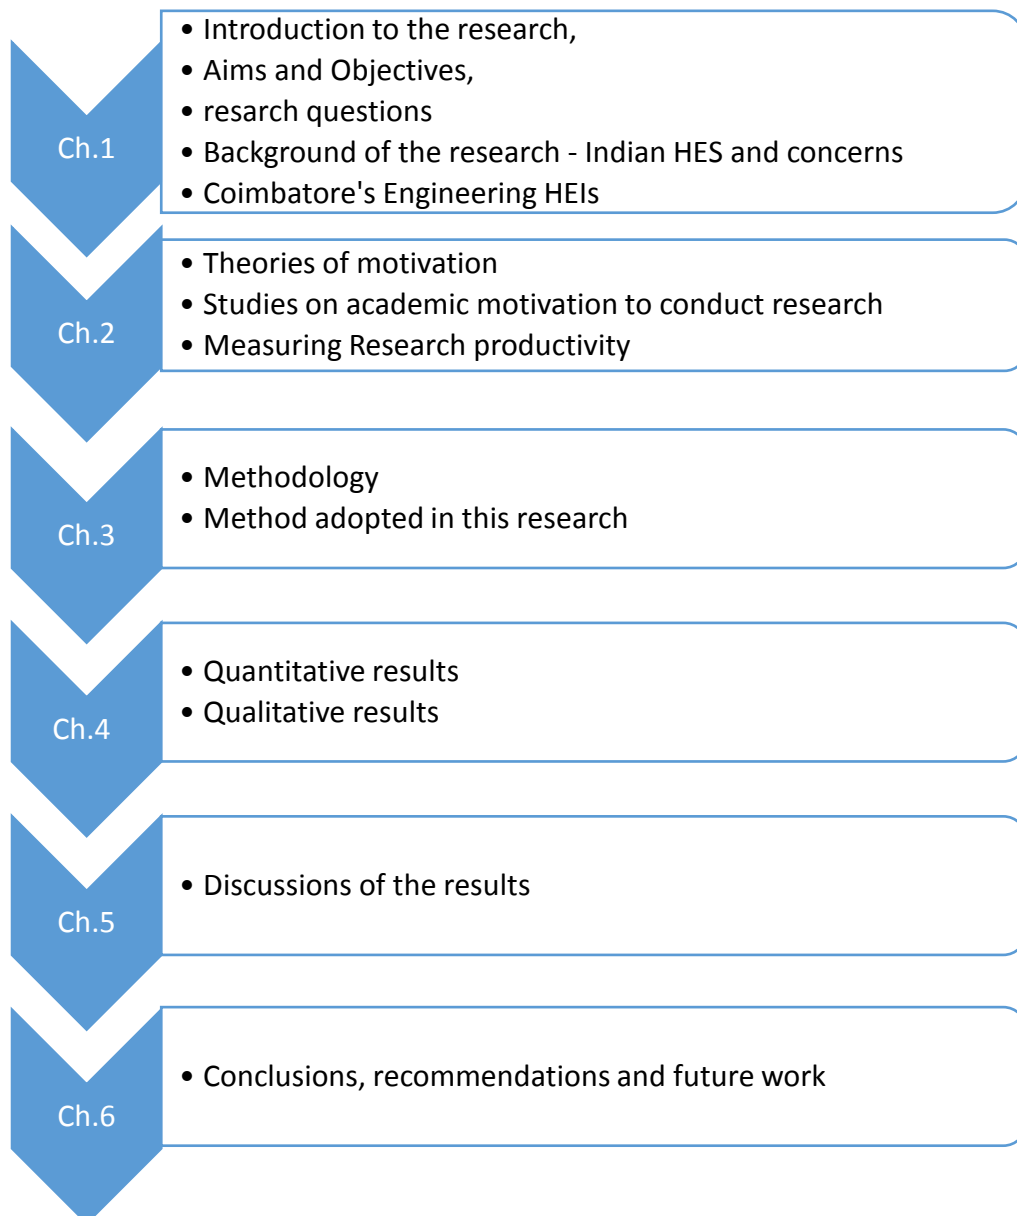 Ch.1
• Introduction to the research,
• Aims and Objectives,
• resarch questions
• Background of the research - Indian HES and concerns
• Coimbatore's Engineering HEIs
Ch.2
• Theories of motivation
• Studies on academic motivation to conduct research
• Measuring Research productivity
Ch.3
• Methodology
• Method adopted in this research
Ch.4
• Quantitative results
• Qualitative results
Ch.5
• Discussions of the results
Ch.6
• Conclusions, recommendations and future work